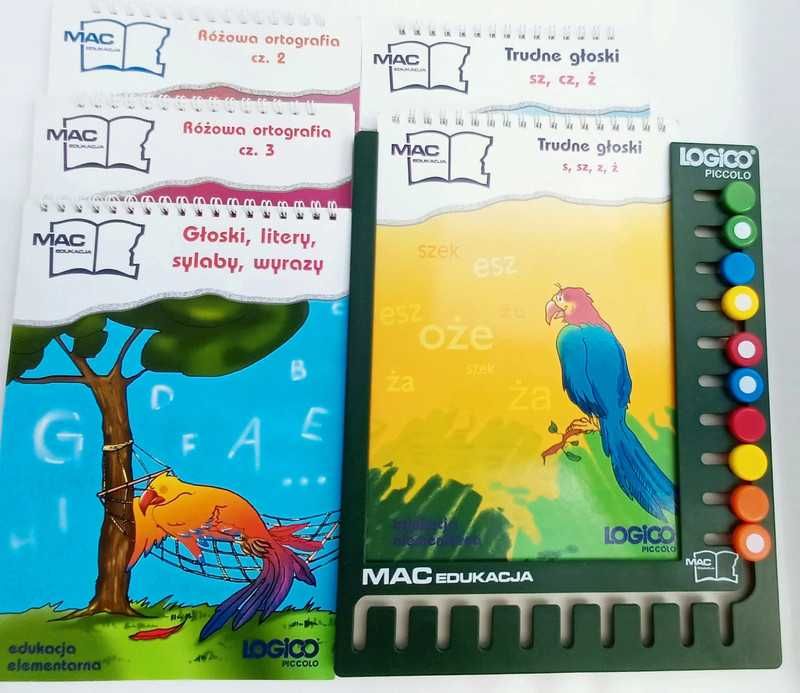 MAC
EDUKACJA
Różowa ortografia
cz. 2
MAC
EDUKACJA
Trudne głoski
sz, cz, ż
MAC
EDUKACJA
Różowa ortografia
cz. 3
MAC
EDUKACJA
Trudne głoski
s, sz, z, ż
LOGICO
PICCOLO
MAC
EDUKACJA
Głoski, litery,
sylaby, wyrazy
szek
esz
esz
żu
oże
szek
ża
ża
B
D
G
F A E
...
H I
edukacja
elementarna
LOGICO
PICCOLO
MAC EDUKACJA
edukacja
elementarna
LOGICO
PICCOLO
MAC